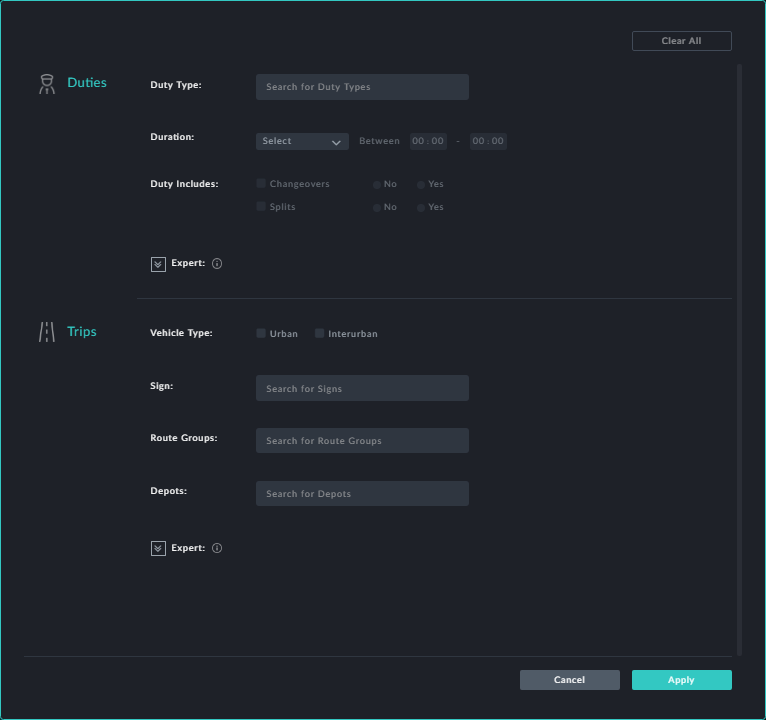 Clear All
Duties
Duty Type: Search for Duty Types
Duration: Select Between 00 : 00 - 00 : 00
Duty Includes: Changeovers No Yes
Splits No Yes
Expert:
Trips
Vehicle Type: Urban Interurban
Sign: Search for Signs
Route Groups: Search for Route Groups
Depots: Search for Depots
Expert:
Cancel Apply